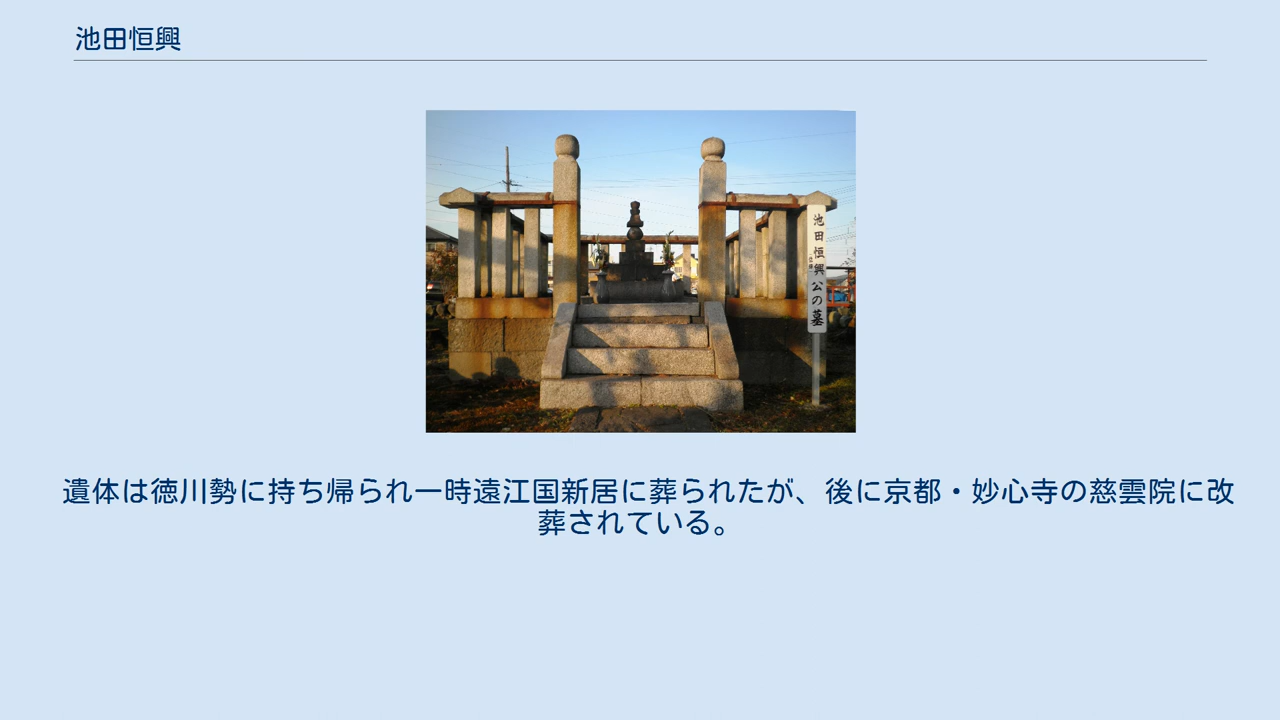 池田恒興
池田恒興公の墓
遺体は徳川勢に持ち帰られ一時遠江国新居に葬られたが、後に京都・妙心寺の慈雲院に改
葬されている。